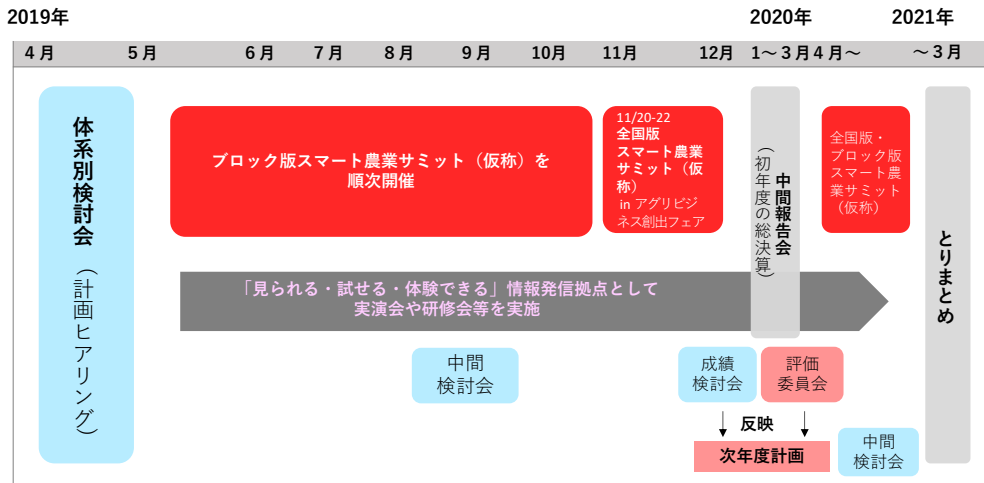 2019年
2020年
2021年
4月
5月
6月
7月
8月
9月
10月
11月
12月
1～3月
4月～
～3月
体系別検討会
（計画ヒアリング）
ブロック版スマート農業サミット（仮称）を
順次開催
11/20-22
全国版
スマート農業
サミット（仮
称）
in アグリビジ
ネス創出フェア
中間報告会
（初年度の総決算）
全国版・
ブロック版
スマート農
業サミット
（仮称）
とりまとめ
「見られる・試せる・体験できる」情報発信拠点として
実演会や研修会等を実施
中間
検討会
成績
検討会
評価
委員会
反映
次年度計画
中間
検討会